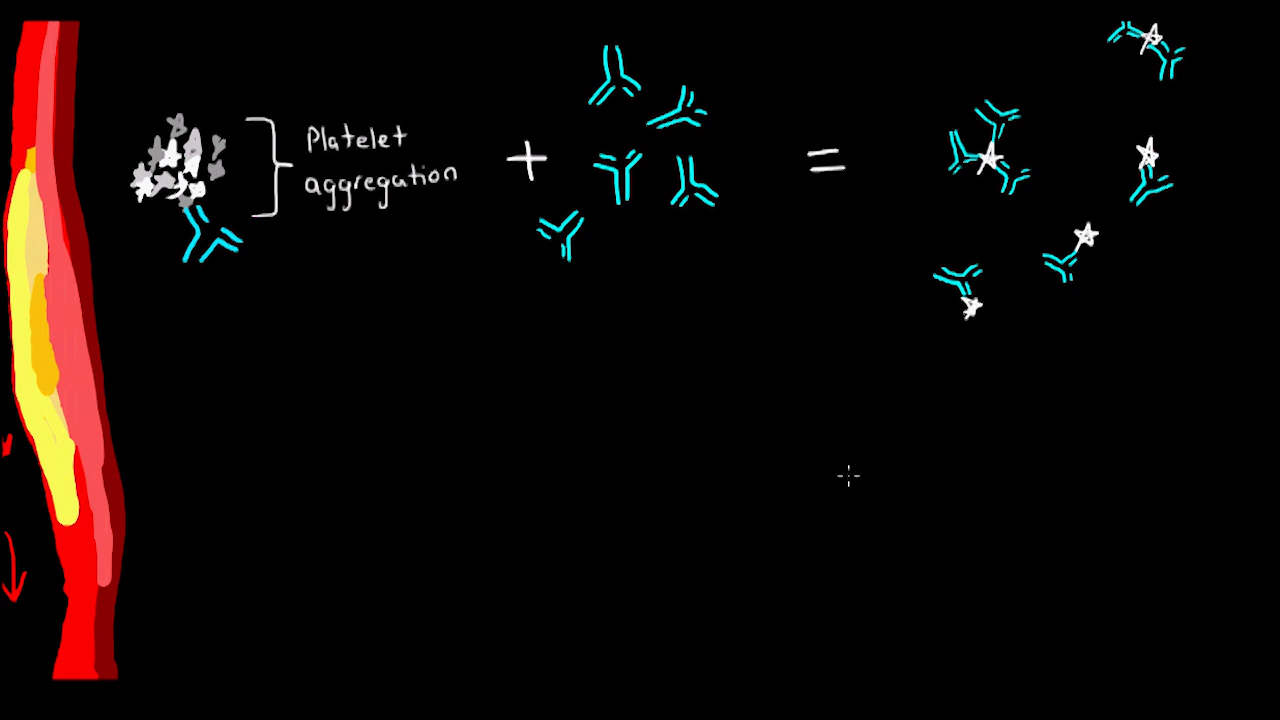 Platelet
aggregation
+
=